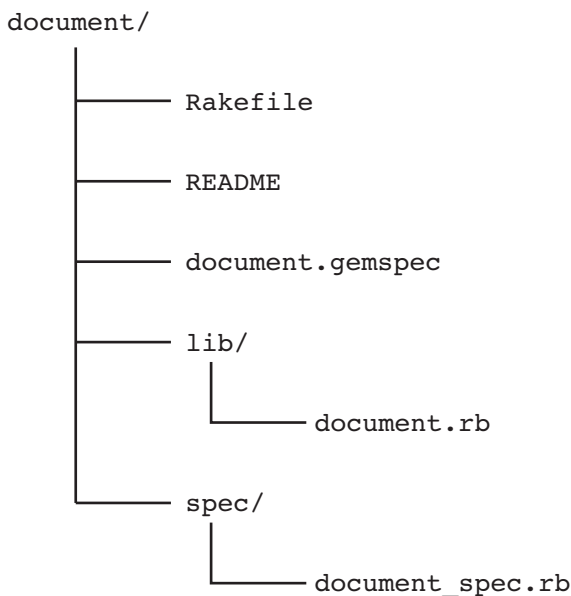 document/
Rakefile
README
document.gemspec
lib/
document.rb
spec/
document_spec.rb